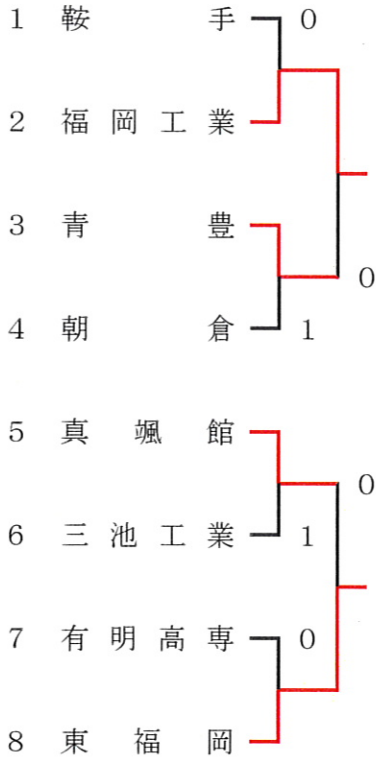 1 鞍手 0
2 福岡工業
3 青豊
0
4 朝倉 1
5 真颯館
0
6 三池工業 1
7 有明高専 0
8 東福岡